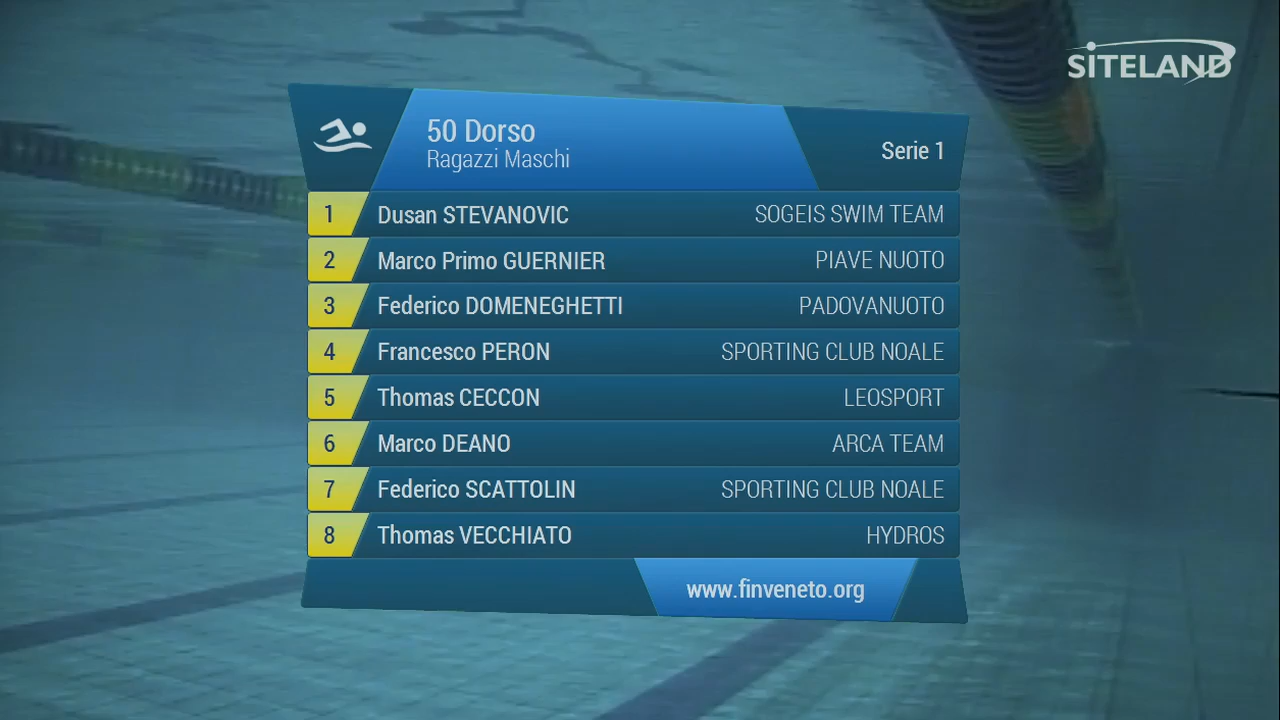 SITELAND
50 Dorso
Ragazzi Maschi
Serie 1
1 Dusan STEVANOVIC SOGEIS SWIM TEAM
2 Marco Primo GUERNIER PIAVE NUOTO
3 Federico DOMENEGHETTI PADOVANUOTO
4 Francesco PERON SPORTING CLUB NOALE
5 Thomas CECCON LEOSPORT
6 Marco DEANO ARCA TEAM
7 Federico SCATTOLIN SPORTING CLUB NOALE
8 Thomas VECCHIATO HYDROS
www.finveneto.org